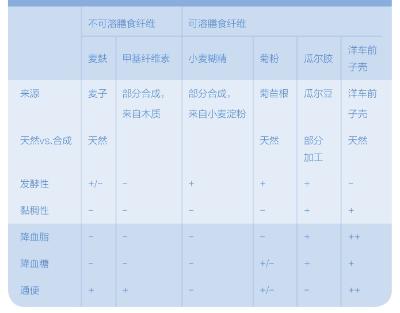 不可溶膳食纤维 可溶膳食纤维
麦麸 甲基纤维素 小麦糊精 菊粉 瓜尔胶 洋车前
子壳
来源 麦子 部分合成， 部分合成， 菊苣根 瓜尔豆 洋车前
来自木质 来自小麦淀粉 子壳
天然vs.合成 天然 天然 部分 天然
加工
发酵性 +/- - + + + -
黏稠性 - - - - + +
降血脂 - - - - + ++
降血糖 - - - +/- + +
通便 + + - +/- - ++